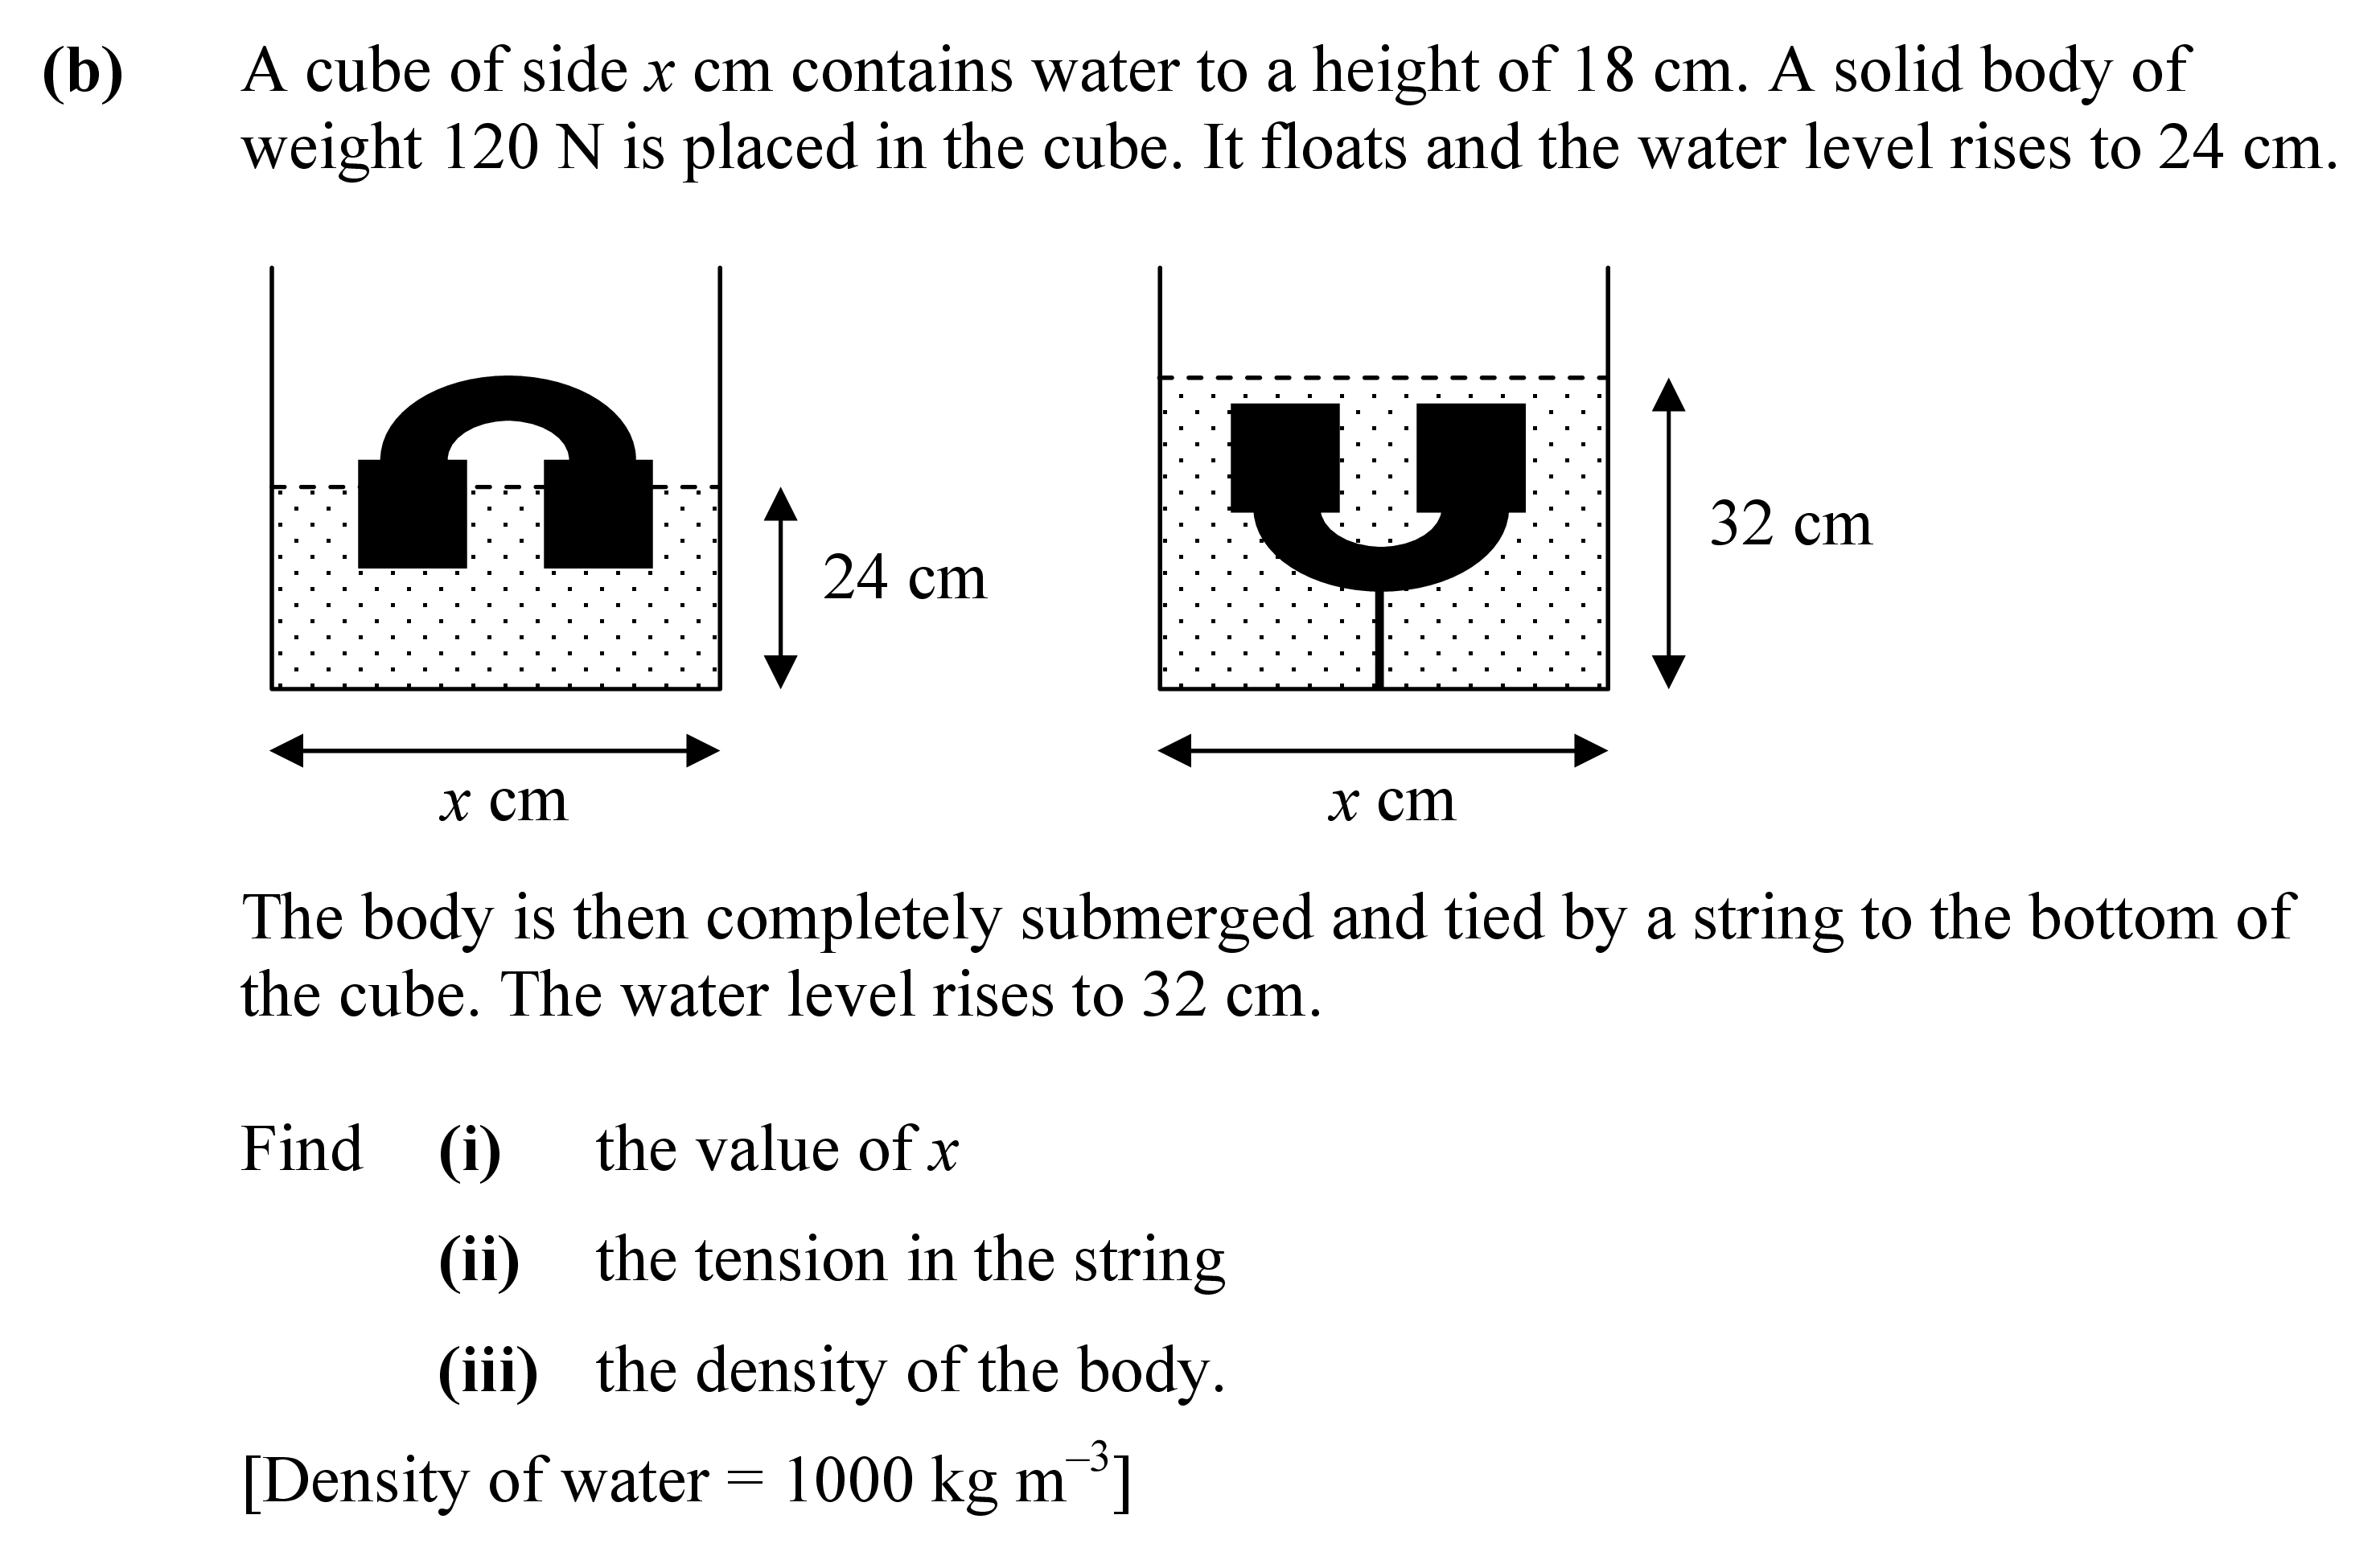 (b) A cube of side x cm contains water to a height of 18 cm. A solid body of
weight 120 N is placed in the cube. It floats and the water level rises to 24 cm.
24 cm
32 cm
x cm
x cm
The body is then completely submerged and tied by a string to the bottom of
the cube. The water level rises to 32 cm.
Find (i) the value of x
(ii) the tension in the string
(iii) the density of the body.
[Density of water = 1000 kg m⁻³]